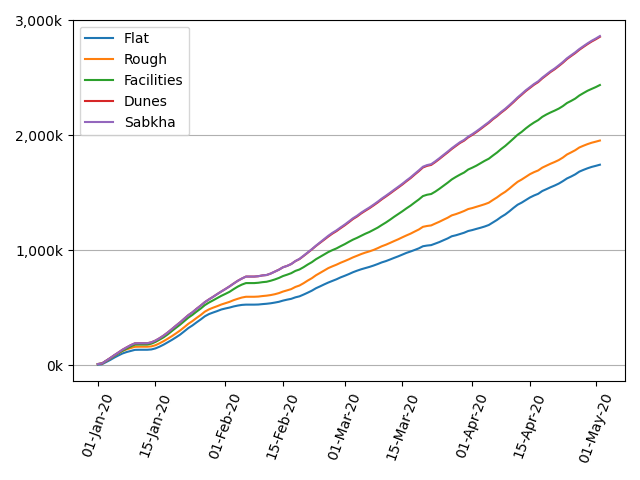 3,000k
2,000k
1,000k
0k
Flat
Rough
Facilities
Dunes
Sabkha
01-Jan-20
15-Jan-20
01-Feb-20
15-Feb-20
01-Mar-20
15-Mar-20
01-Apr-20
15-Apr-20
01-May-20